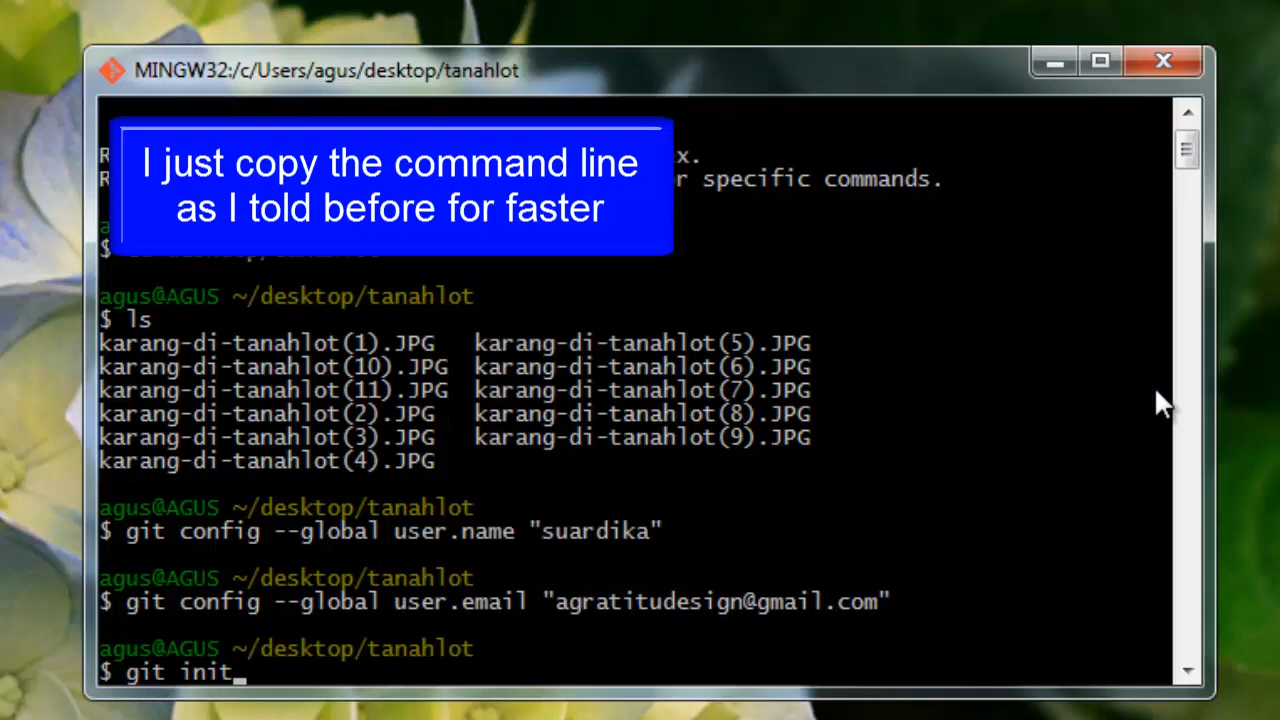 MINGW32:/c/Users/agus/desktop/tanahlot
I just copy the command line
as I told before for faster
x.
r specific commands.
$
agus@AGUS ~/desktop/tanahlot
$ ls
karang-di-tanahlot(1).JPG karang-di-tanahlot(5).JPG
karang-di-tanahlot(10).JPG karang-di-tanahlot(6).JPG
karang-di-tanahlot(11).JPG karang-di-tanahlot(7).JPG
karang-di-tanahlot(2).JPG karang-di-tanahlot(8).JPG
karang-di-tanahlot(3).JPG karang-di-tanahlot(9).JPG
karang-di-tanahlot(4).JPG
agus@AGUS ~/desktop/tanahlot
$ git config --global user.name "suardika"
agus@AGUS ~/desktop/tanahlot
$ git config --global user.email "agratitudesign@gmail.com"
agus@AGUS ~/desktop/tanahlot
$ git init_